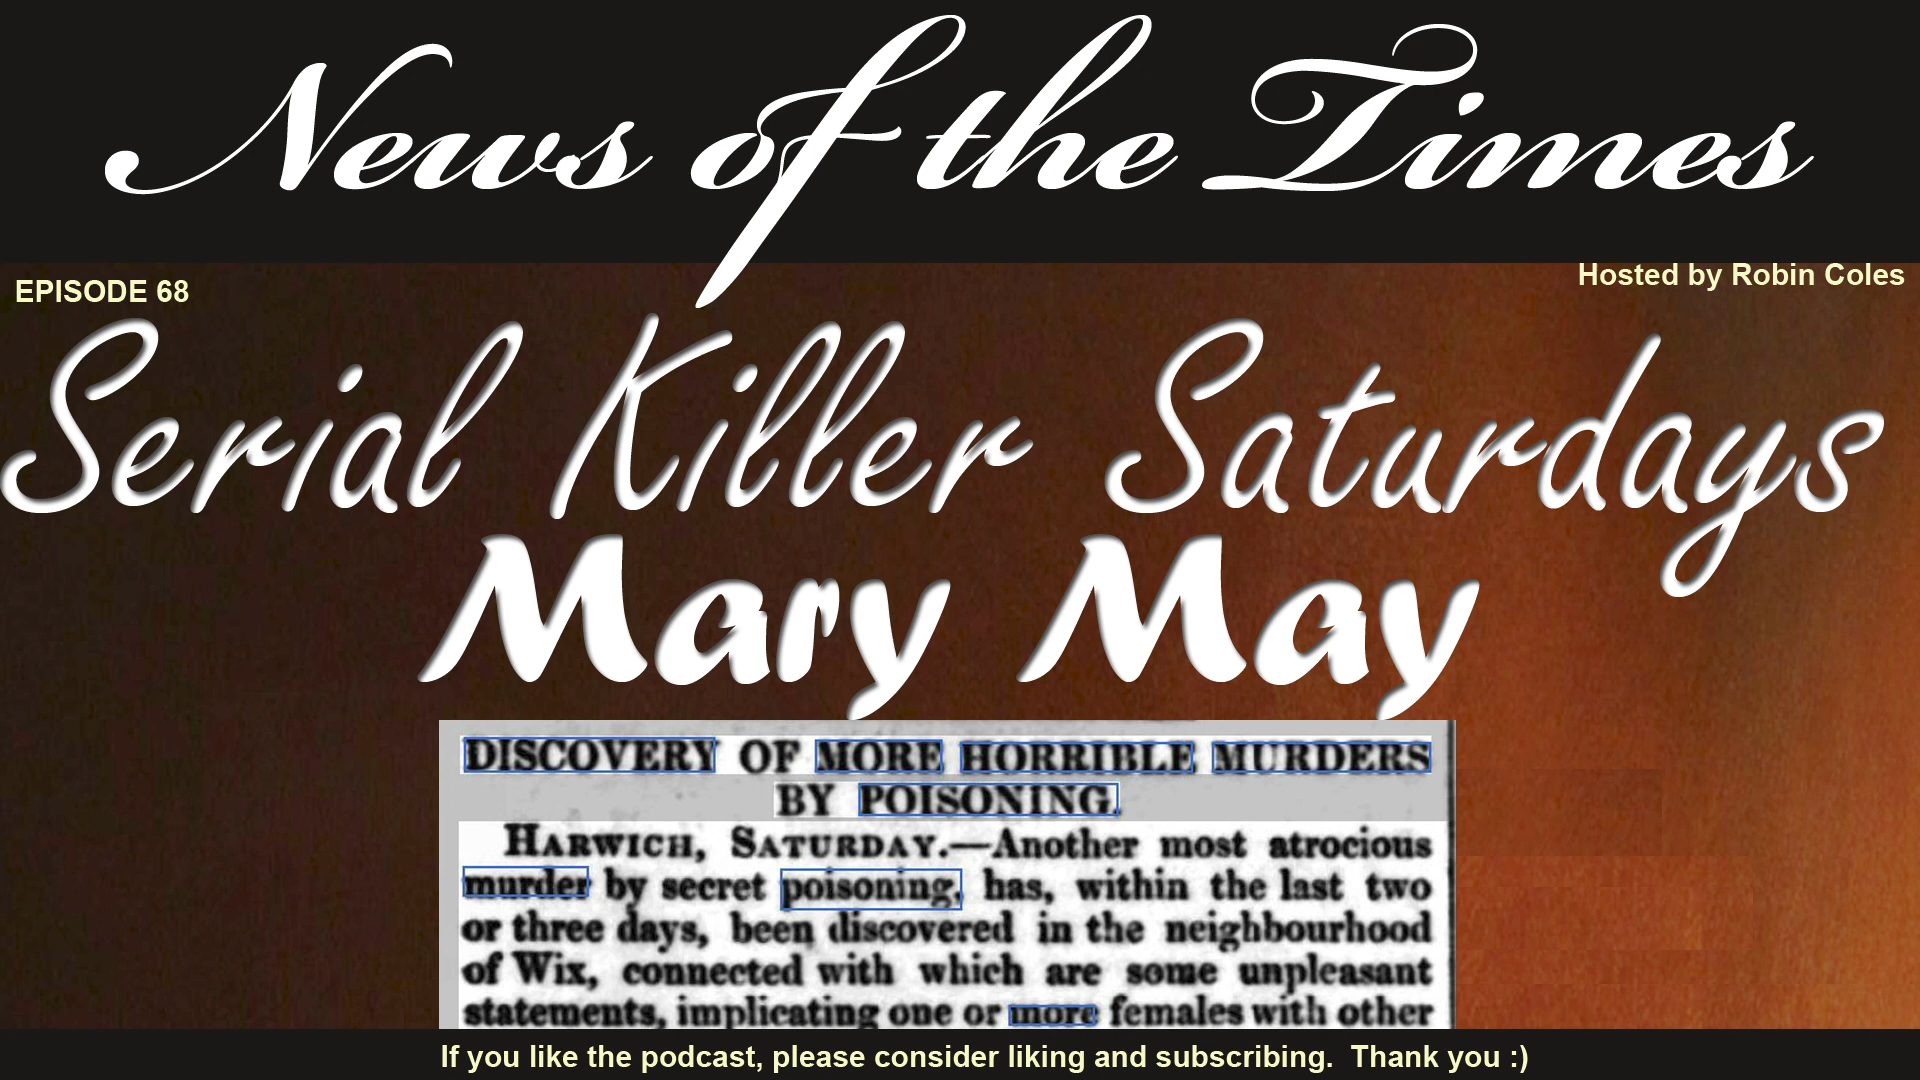 News of the Times
EPISODE 68
Hosted by Robin Coles
Serial Killer Saturdays
Mary May
DISCOVERY OF MORE HORRIBLE MURDERS
BY POISONING.
HARWICH, SATURDAY.—Another most atrocious
murder by secret poisoning, has, within the last two
or three days, been discovered in the neighbourhood
of Wix, connected with which are some unpleasant
statements, implicating one or more females with other
If you like the podcast, please consider liking and subscribing. Thank you :)